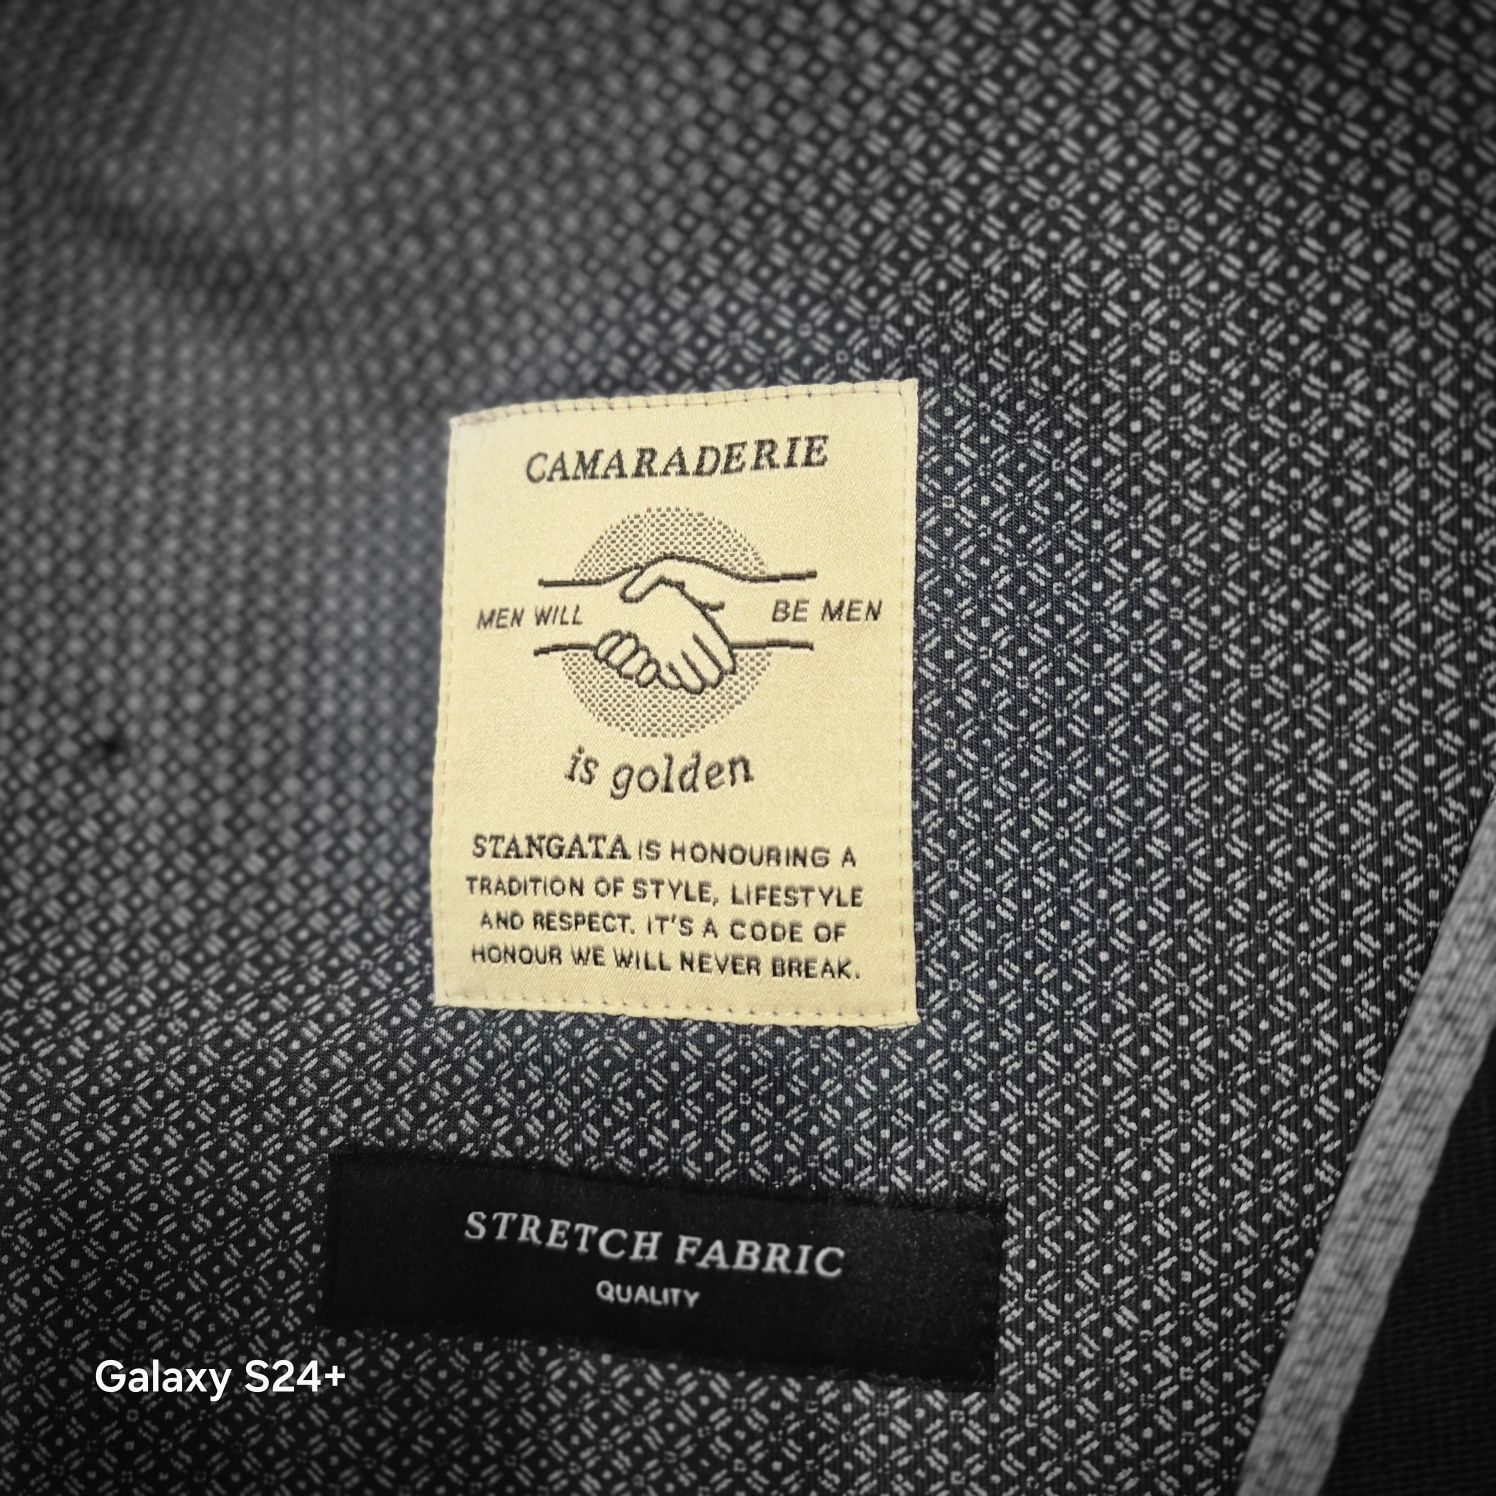 CAMARADERIE
MEN WILL BE MEN
is golden
STANGATA IS HONOURING A
TRADITION OF STYLE, LIFESTYLE
AND RESPECT. IT'S A CODE OF
HONOUR WE WILL NEVER BREAK.
STRETCH FABRIC
QUALITY
Galaxy S24+